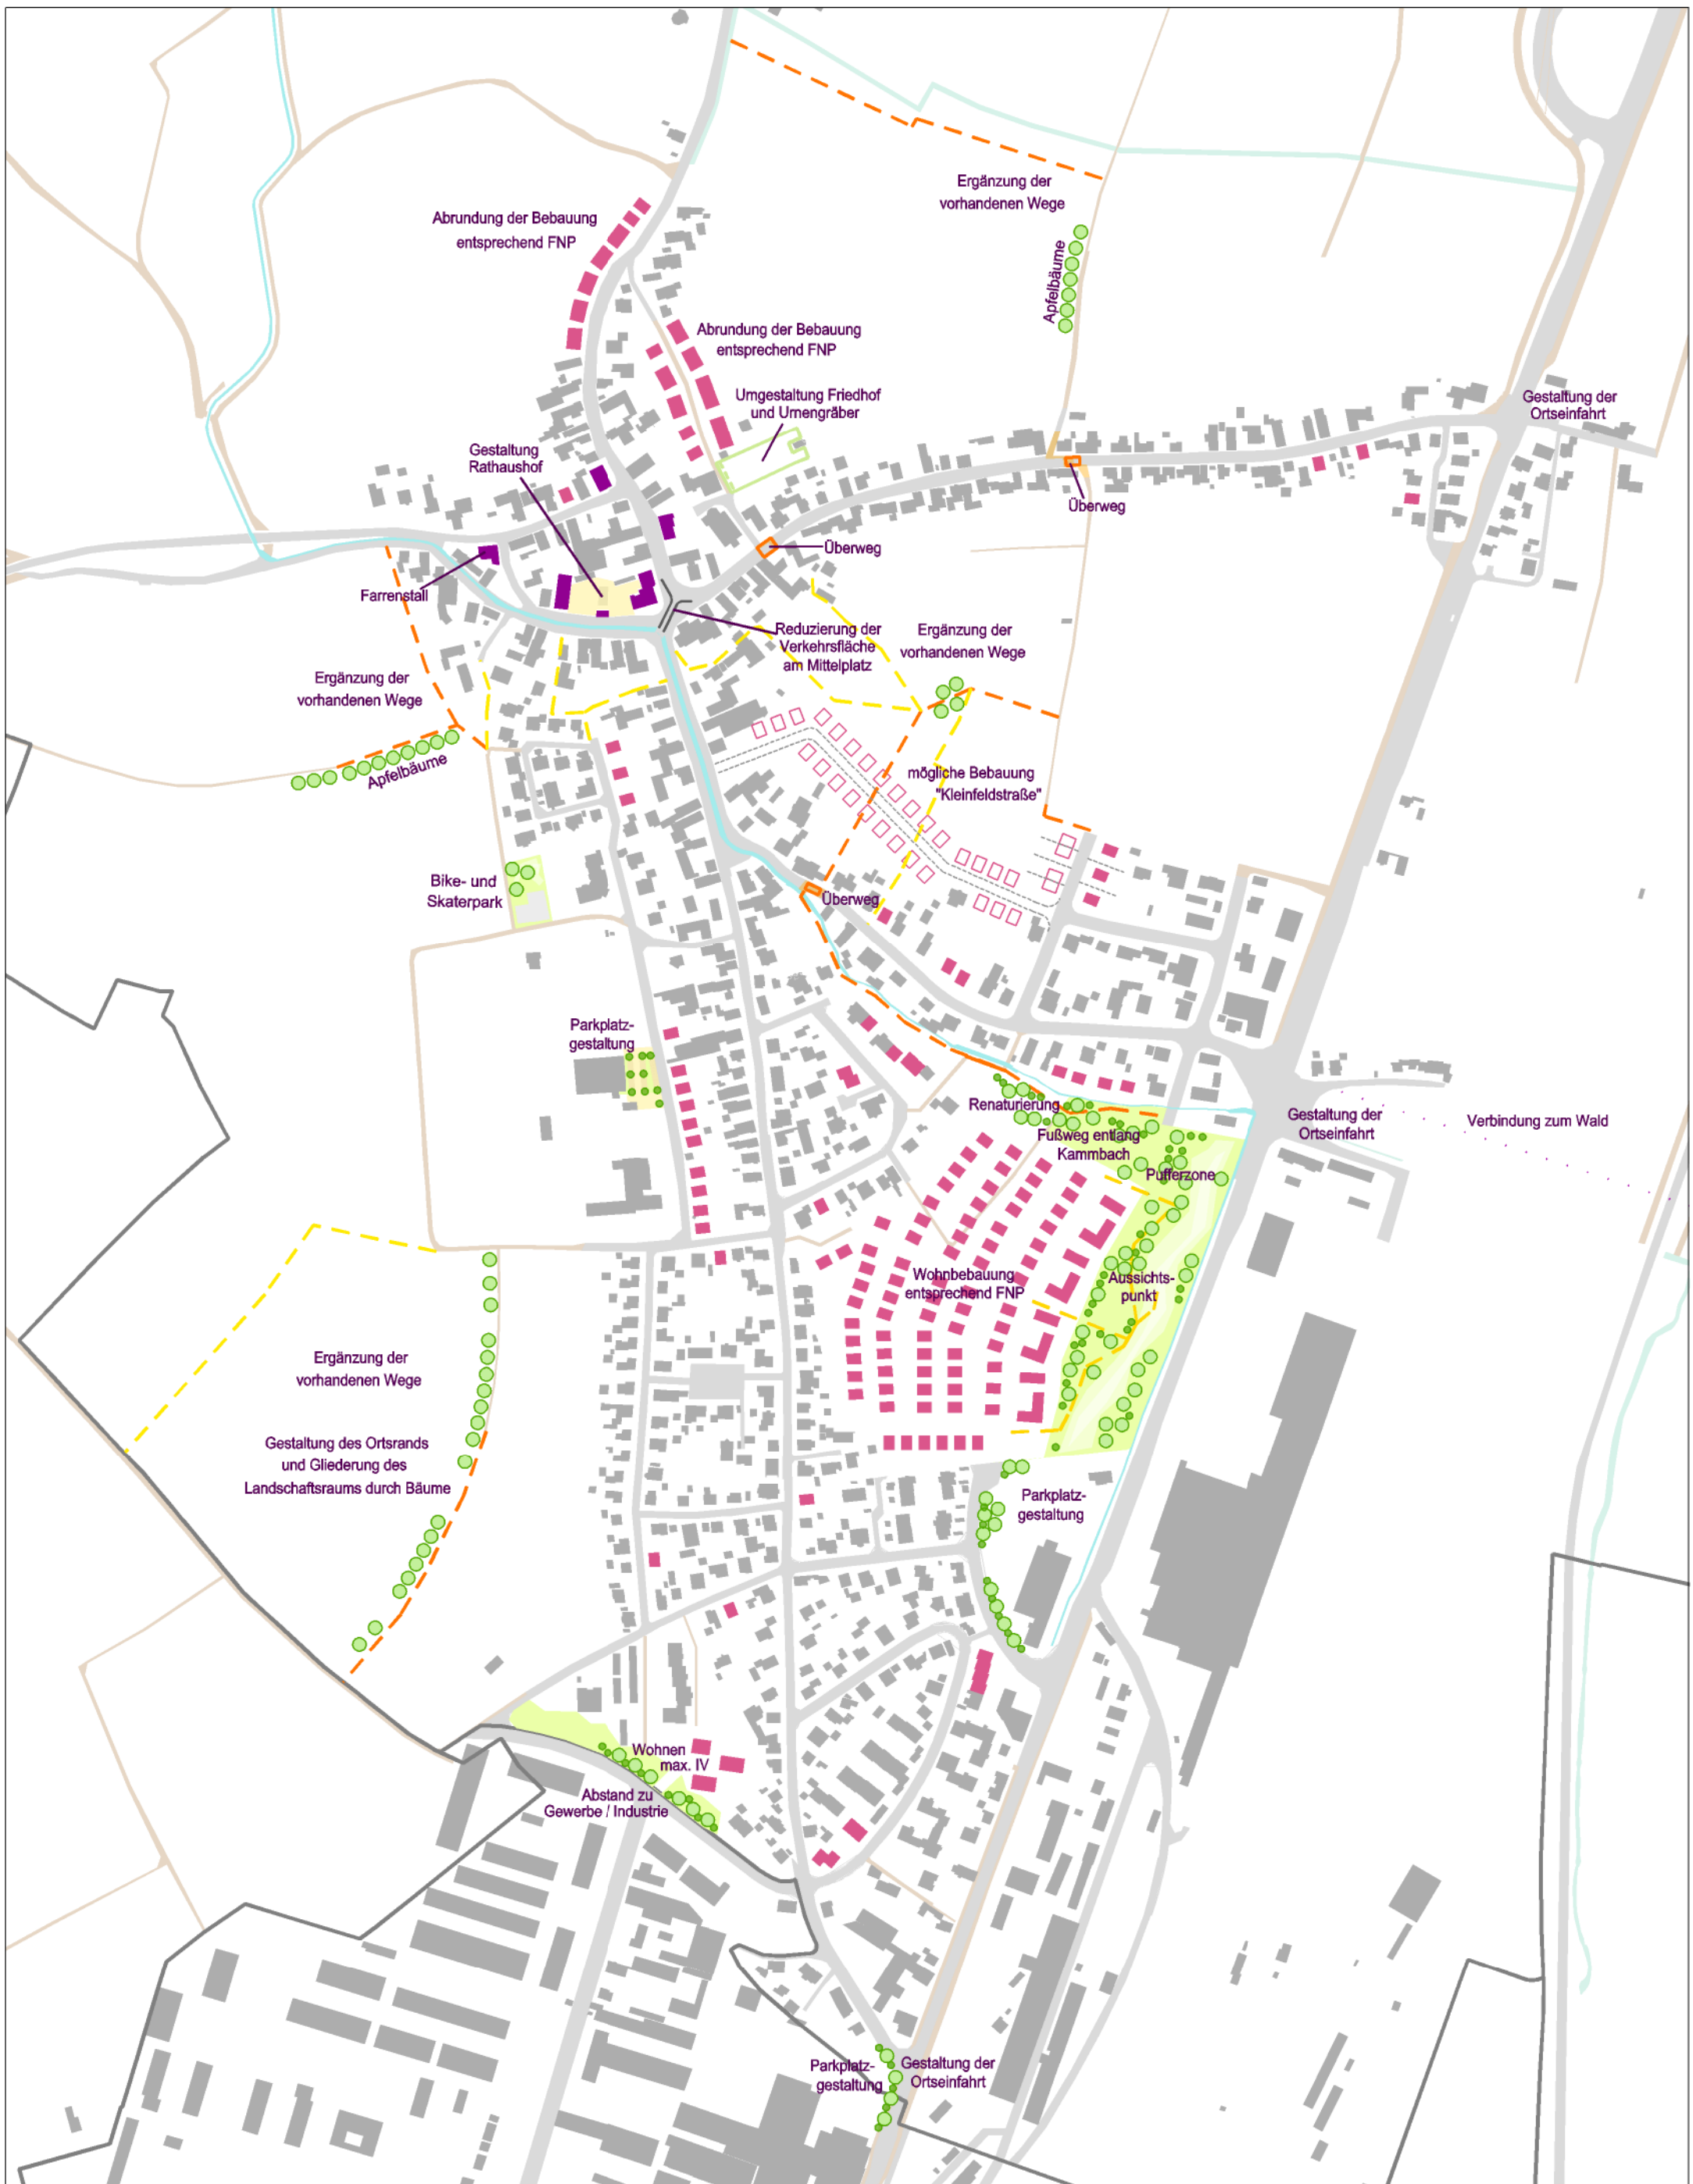 Ergänzung der
vorhandenen Wege
Abrundung der Bebauung
entsprechend FNP
Apfelbäume
Abrundung der Bebauung
entsprechend FNP
Umgestaltung Friedhof
und Urnengräber
Gestaltung der
Ortseinfahrt
Gestaltung
Rathaushof
Überweg
Überweg
Farrenstall
Reduzierung der
Verkehrsfläche
am Mittelplatz
Ergänzung der
vorhandenen Wege
Ergänzung der
vorhandenen Wege
Apfelbäume
mögliche Bebauung
"Kleinfeldstraße"
Bike- und
Skaterpark
Überweg
Parkplatz-
gestaltung
Renaturierung
Fußweg entlang
Kammbach
Gestaltung der
Ortseinfahrt
Verbindung zum Wald
Pufferzone
Wohnbebauung
entsprechend FNP
Aussichts-
punkt
Ergänzung der
vorhandenen Wege
Gestaltung des Ortsrands
und Gliederung des
Landschaftsraums durch Bäume
Parkplatz-
gestaltung
Wohnen
max. IV
Abstand zu
Gewerbe / Industrie
Parkplatz-
gestaltung
Gestaltung der
Ortseinfahrt